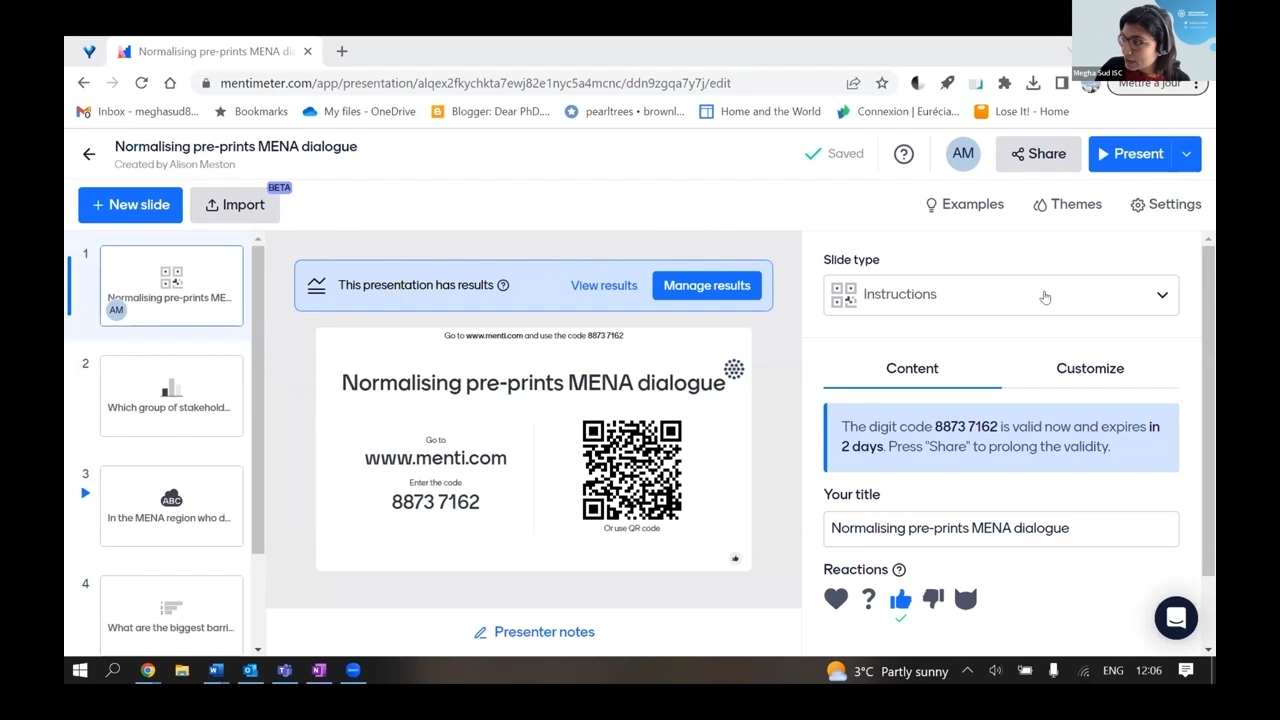 Megha Sud ISC
Normalising pre-prints MENA di
mentimeter.com/app/presentation/alqex2fkvchkta7ewj82e1nyc5a4mcnc/ddn9zgqa7y7j/edit
Mettre à jour
Inbox - meghasud8... Bookmarks My files - OneDrive Blogger: Dear PhD.... pearltrees • brownl... Home and the World Connexion | Eurécia... Lose It! - Home
Normalising pre-prints MENA dialogue
Created by Alison Meston
Saved AM Share Present
New slide Import BETA Examples Themes Settings
1
Normalising pre-prints ME...
AM
2
Which group of stakehold...
3
ABC
In the MENA region who d...
4
What are the biggest barri...
This presentation has results View results Manage results
Go to www.menti.com and use the code 8873 7162
Normalising pre-prints MENA dialogue
Go to
www.menti.com
Enter the code
8873 7162
Or use QR code
Presenter notes
Slide type
Instructions
Content Customize
The digit code 8873 7162 is valid now and expires in
2 days. Press "Share" to prolong the validity.
Your title
Normalising pre-prints MENA dialogue
Reactions
3°C Partly sunny ENG 12:06